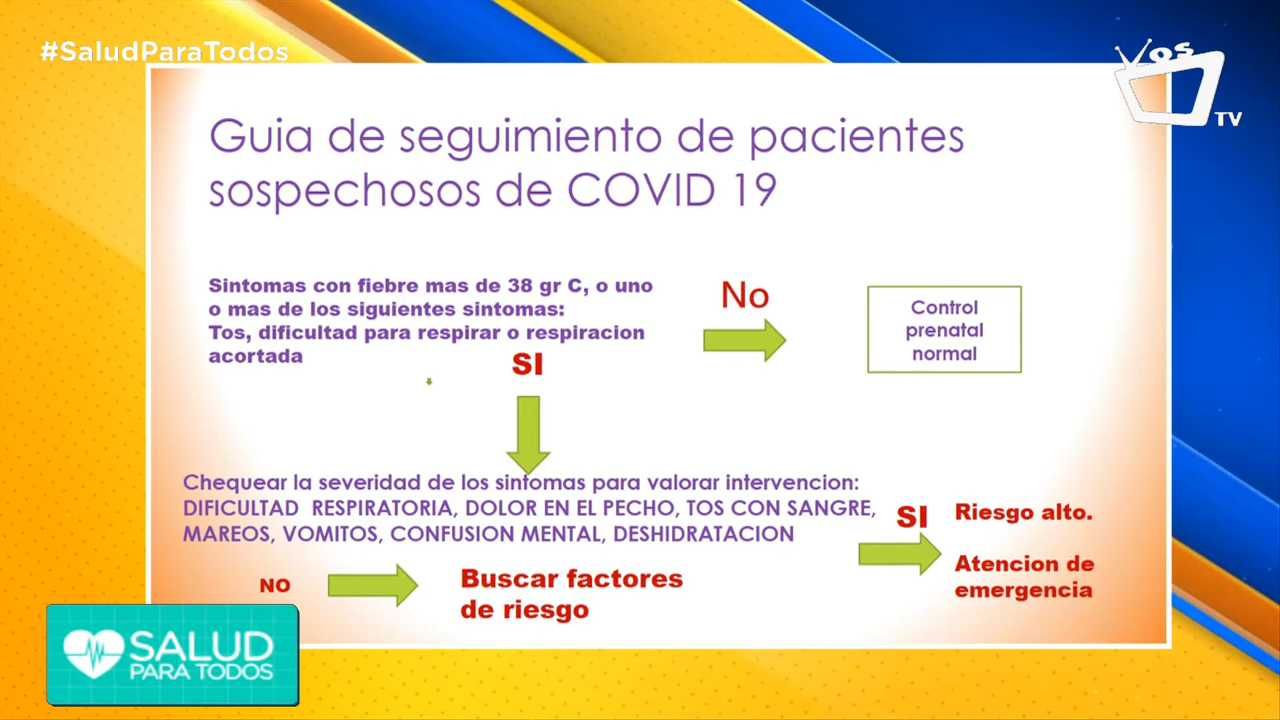 #SaludParaTodos
OS
TV
Guia de seguimiento de pacientes
sospechosos de COVID 19
Sintomas con fiebre mas de 38 gr C, o uno
o mas de los siguientes sintomas:
Tos, dificultad para respirar o respiracion
acortada
SI
No
Control
prenatal
normal
Chequear la severidad de los sintomas para valorar intervencion:
DIFICULTAD RESPIRATORIA, DOLOR EN EL PECHO, TOS CON SANGRE,
MAREOS, VOMITOS, CONFUSION MENTAL, DESHIDRATACION
SI
Riesgo alto.
Atencion de
emergencia
NO
Buscar factores
de riesgo
SALUD
PARA TODOS